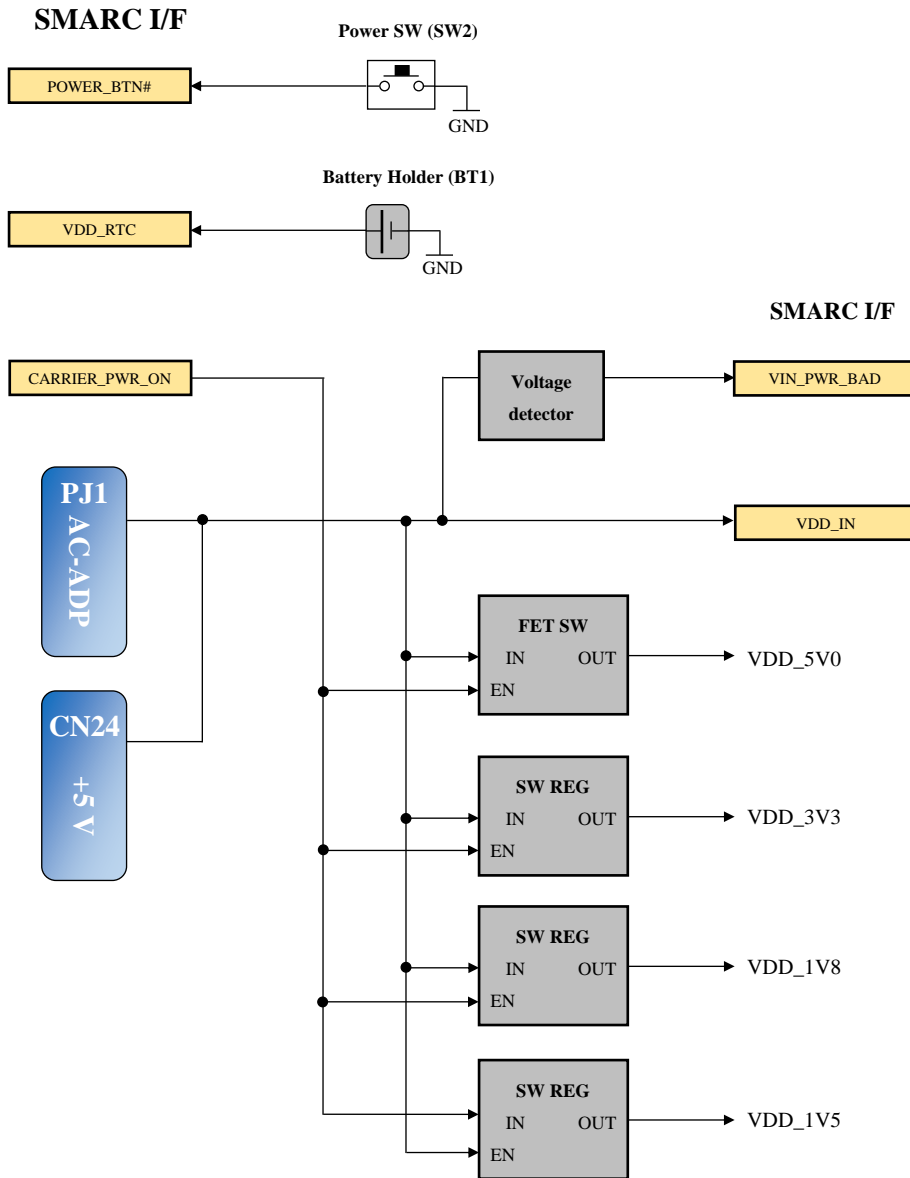 SMARC I/F
Power SW (SW2)
POWER_BTN#
GND
Battery Holder (BT1)
VDD_RTC
GND
SMARC I/F
CARRIER_PWR_ON
Voltage
detector
VIN_PWR_BAD
PJ1
AC-ADP
VDD_IN
FET SW
IN OUT
EN
VDD_5V0
CN24
+5 V
SW REG
IN OUT
EN
VDD_3V3
SW REG
IN OUT
EN
VDD_1V8
SW REG
IN OUT
EN
VDD_1V5